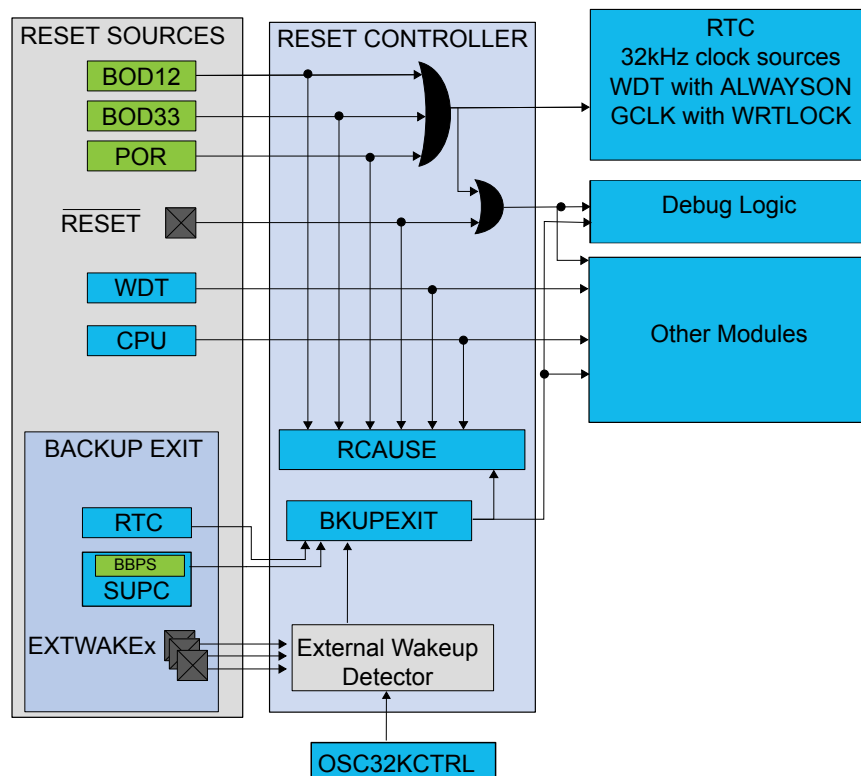 RESET SOURCES
RESET CONTROLLER
RTC
32kHz clock sources
WDT with ALWAYSON
GCLK with WRTLOCK
BOD12
BOD33
POR
RESET
Debug Logic
WDT
CPU
Other Modules
BACKUP EXIT
RCAUSE
RTC
BKUPEXIT
BBPS
SUPC
EXTWAKEx
External Wakeup
Detector
OSC32KCTRL